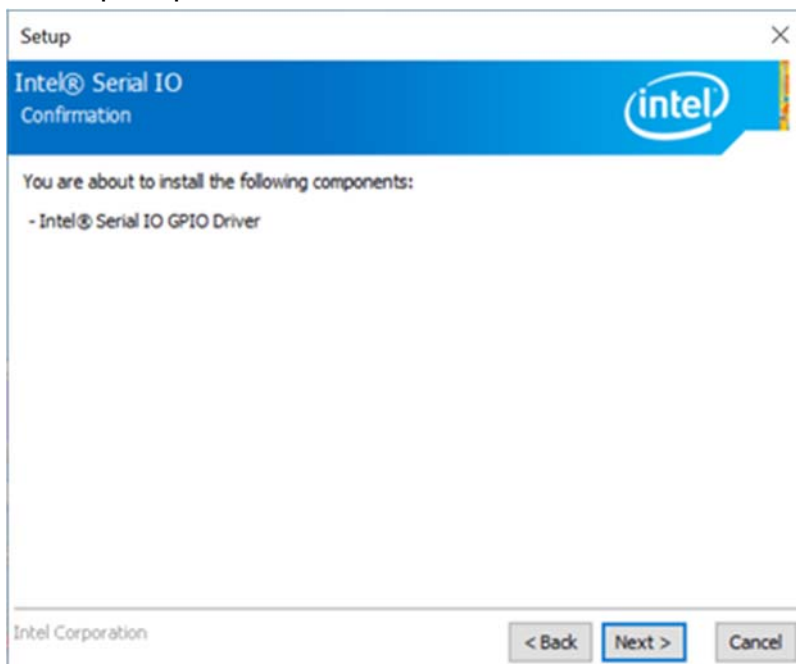 Setup
Intel® Serial IO
Confirmation
intel
You are about to install the following components:
- Intel® Serial IO GPIO Driver
Intel Corporation
< Back Next > Cancel